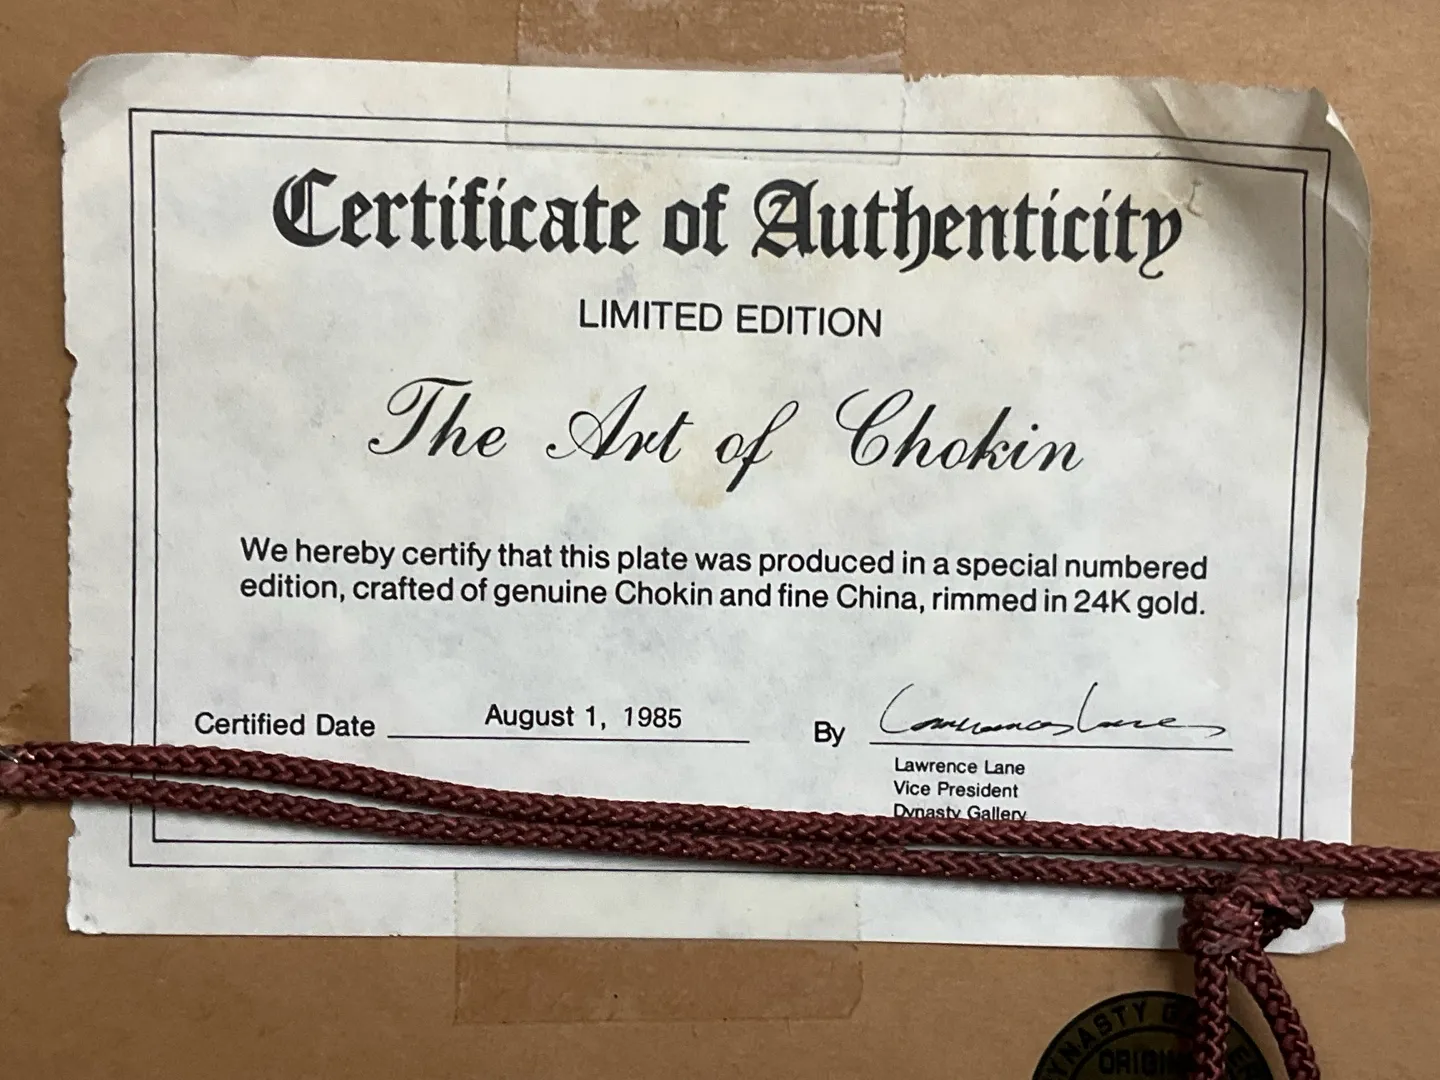 Certificate of Authenticity
LIMITED EDITION
The Art of Chokin
We hereby certify that this plate was produced in a special numbered
edition, crafted of genuine Chokin and fine China, rimmed in 24K gold.
Certified Date August 1, 1985 By
Lawrence Lane
Vice President
Dynasty Gallery